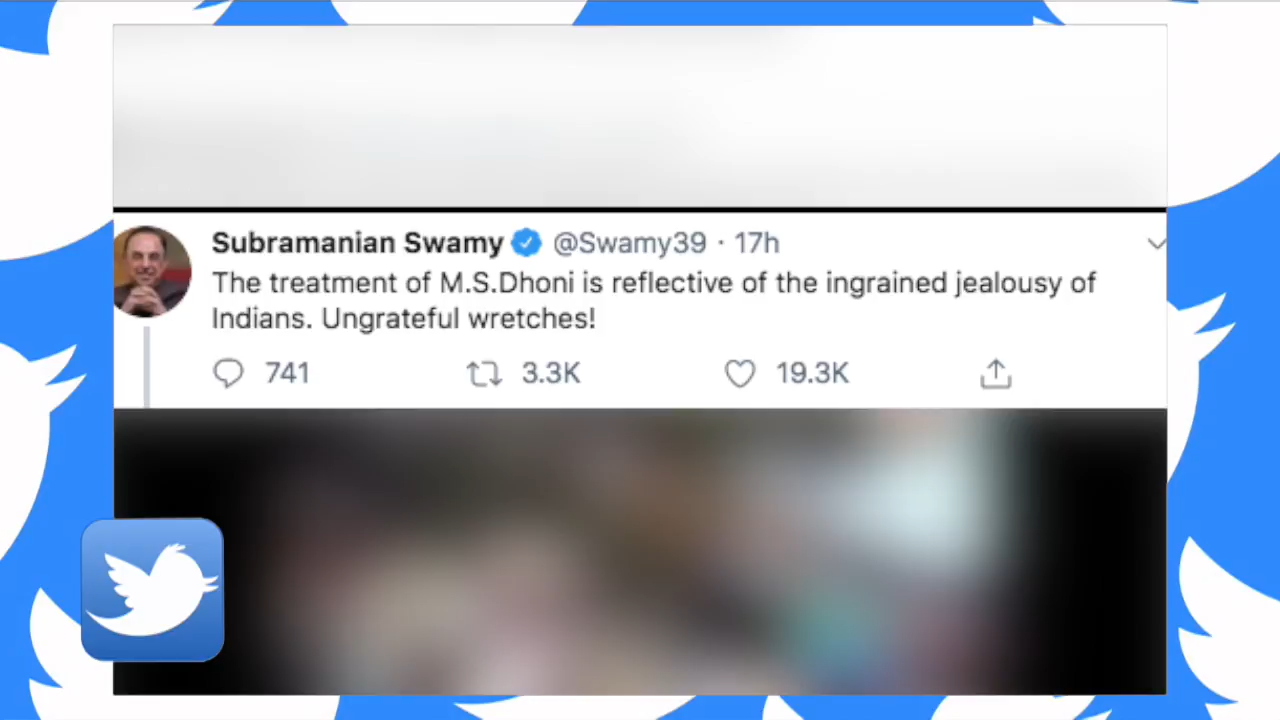 Subramanian Swamy @Swamy39 · 17h
The treatment of M.S.Dhoni is reflective of the ingrained jealousy of
Indians. Ungrateful wretches!
741 3.3K 19.3K